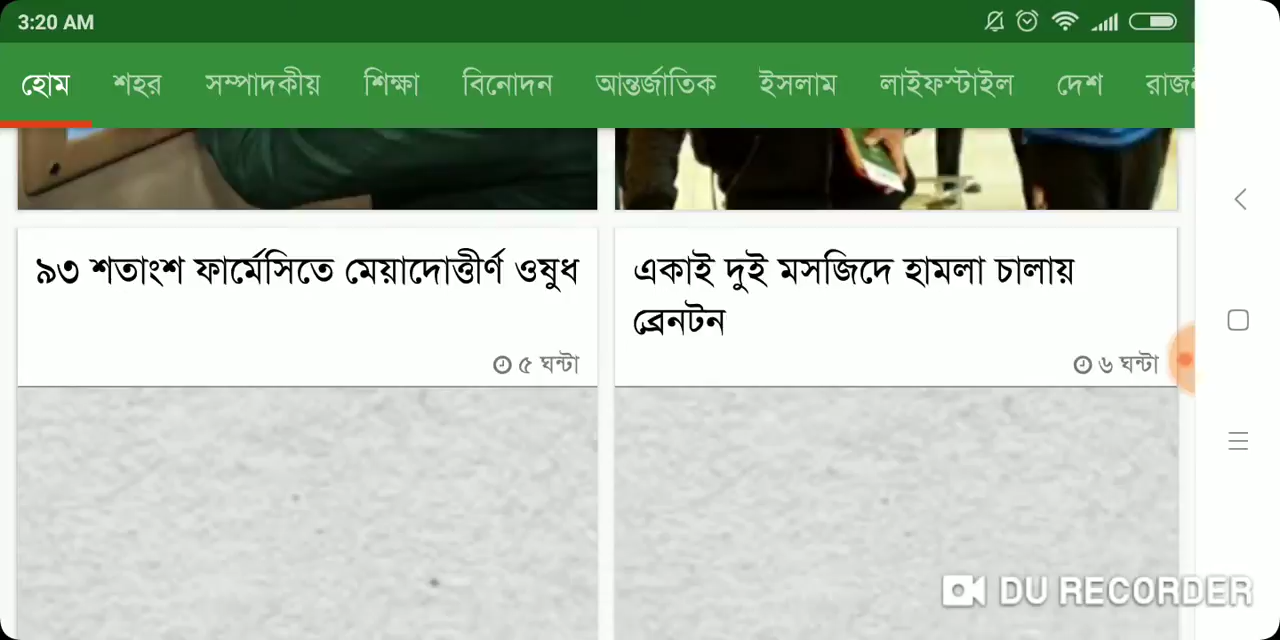 3:20 AM
হোম শহর সম্পাদকীয় শিক্ষা বিনোদন আন্তর্জাতিক ইসলাম লাইফস্টাইল দেশ
৯৩ শতাংশ ফার্মেসিতে মেয়াদোত্তীর্ণ ওষুধ
৫ ঘন্টা
একাই দুই মসজিদে হামলা চালায়
ব্রেনটন
৬ ঘন্টা
DU RECORDER